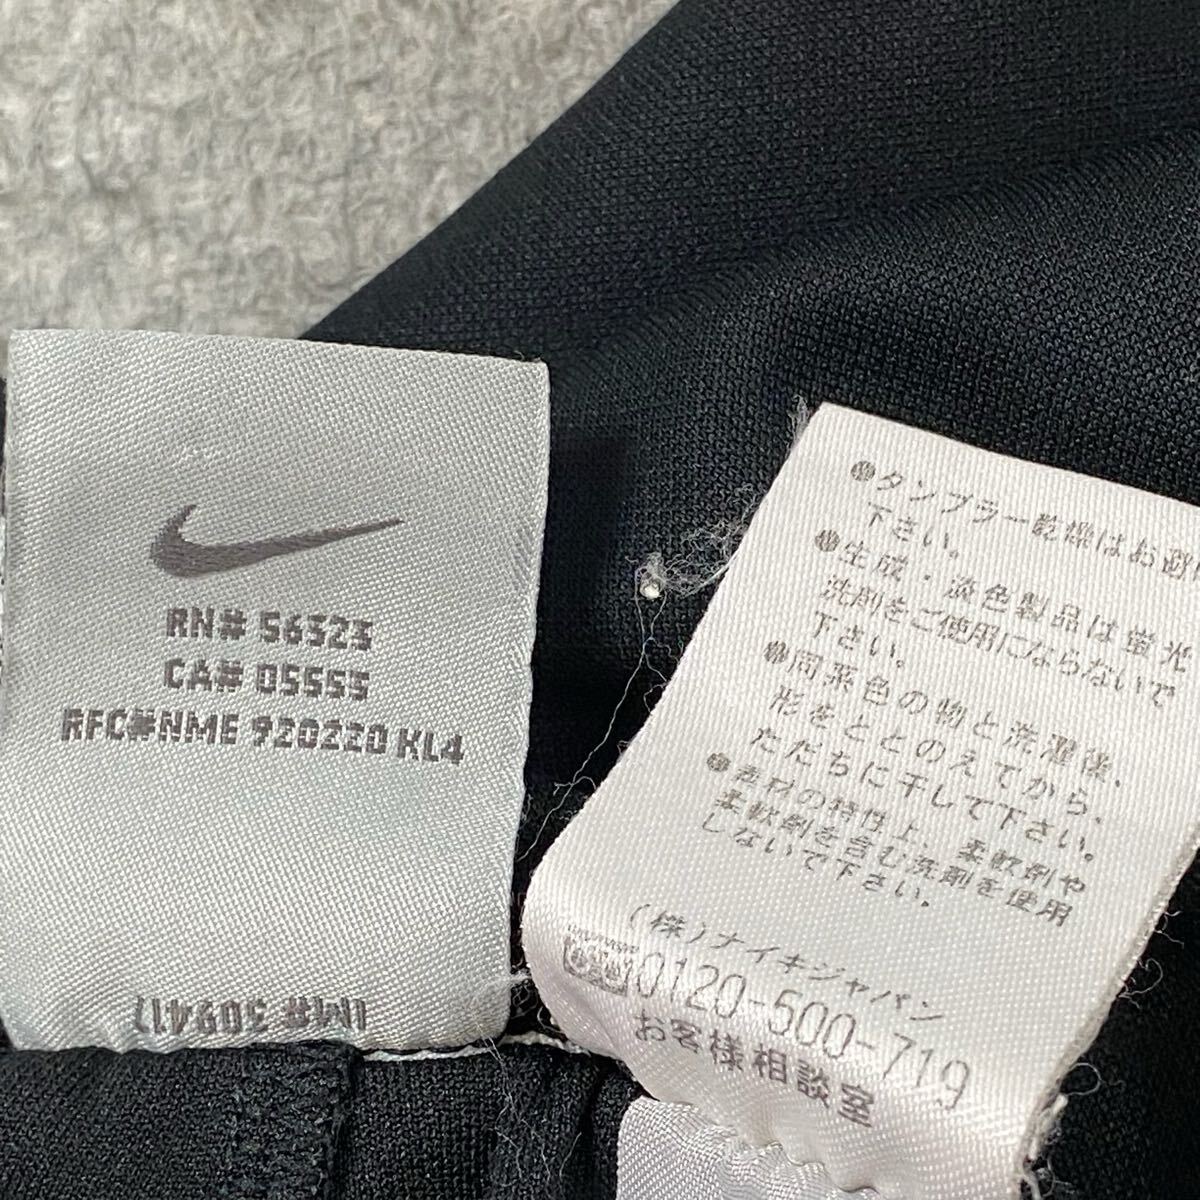 RN# 56323
CA# 05553
RFC#NME 920220 KL4
IM# 309417
●タンブラー乾燥はお避け
下さい。
●生成・淡色製品は蛍光
洗剤をご使用にならないで
下さい。
●同系色の物と洗濯後、
形をととのえてから、
ただちに干して下さい。
●素材の特性上、柔軟剤や
柔軟剤を含む洗剤を使用
しないで下さい。
(株)ナイキジャパン
0120-500-719
お客様相談室